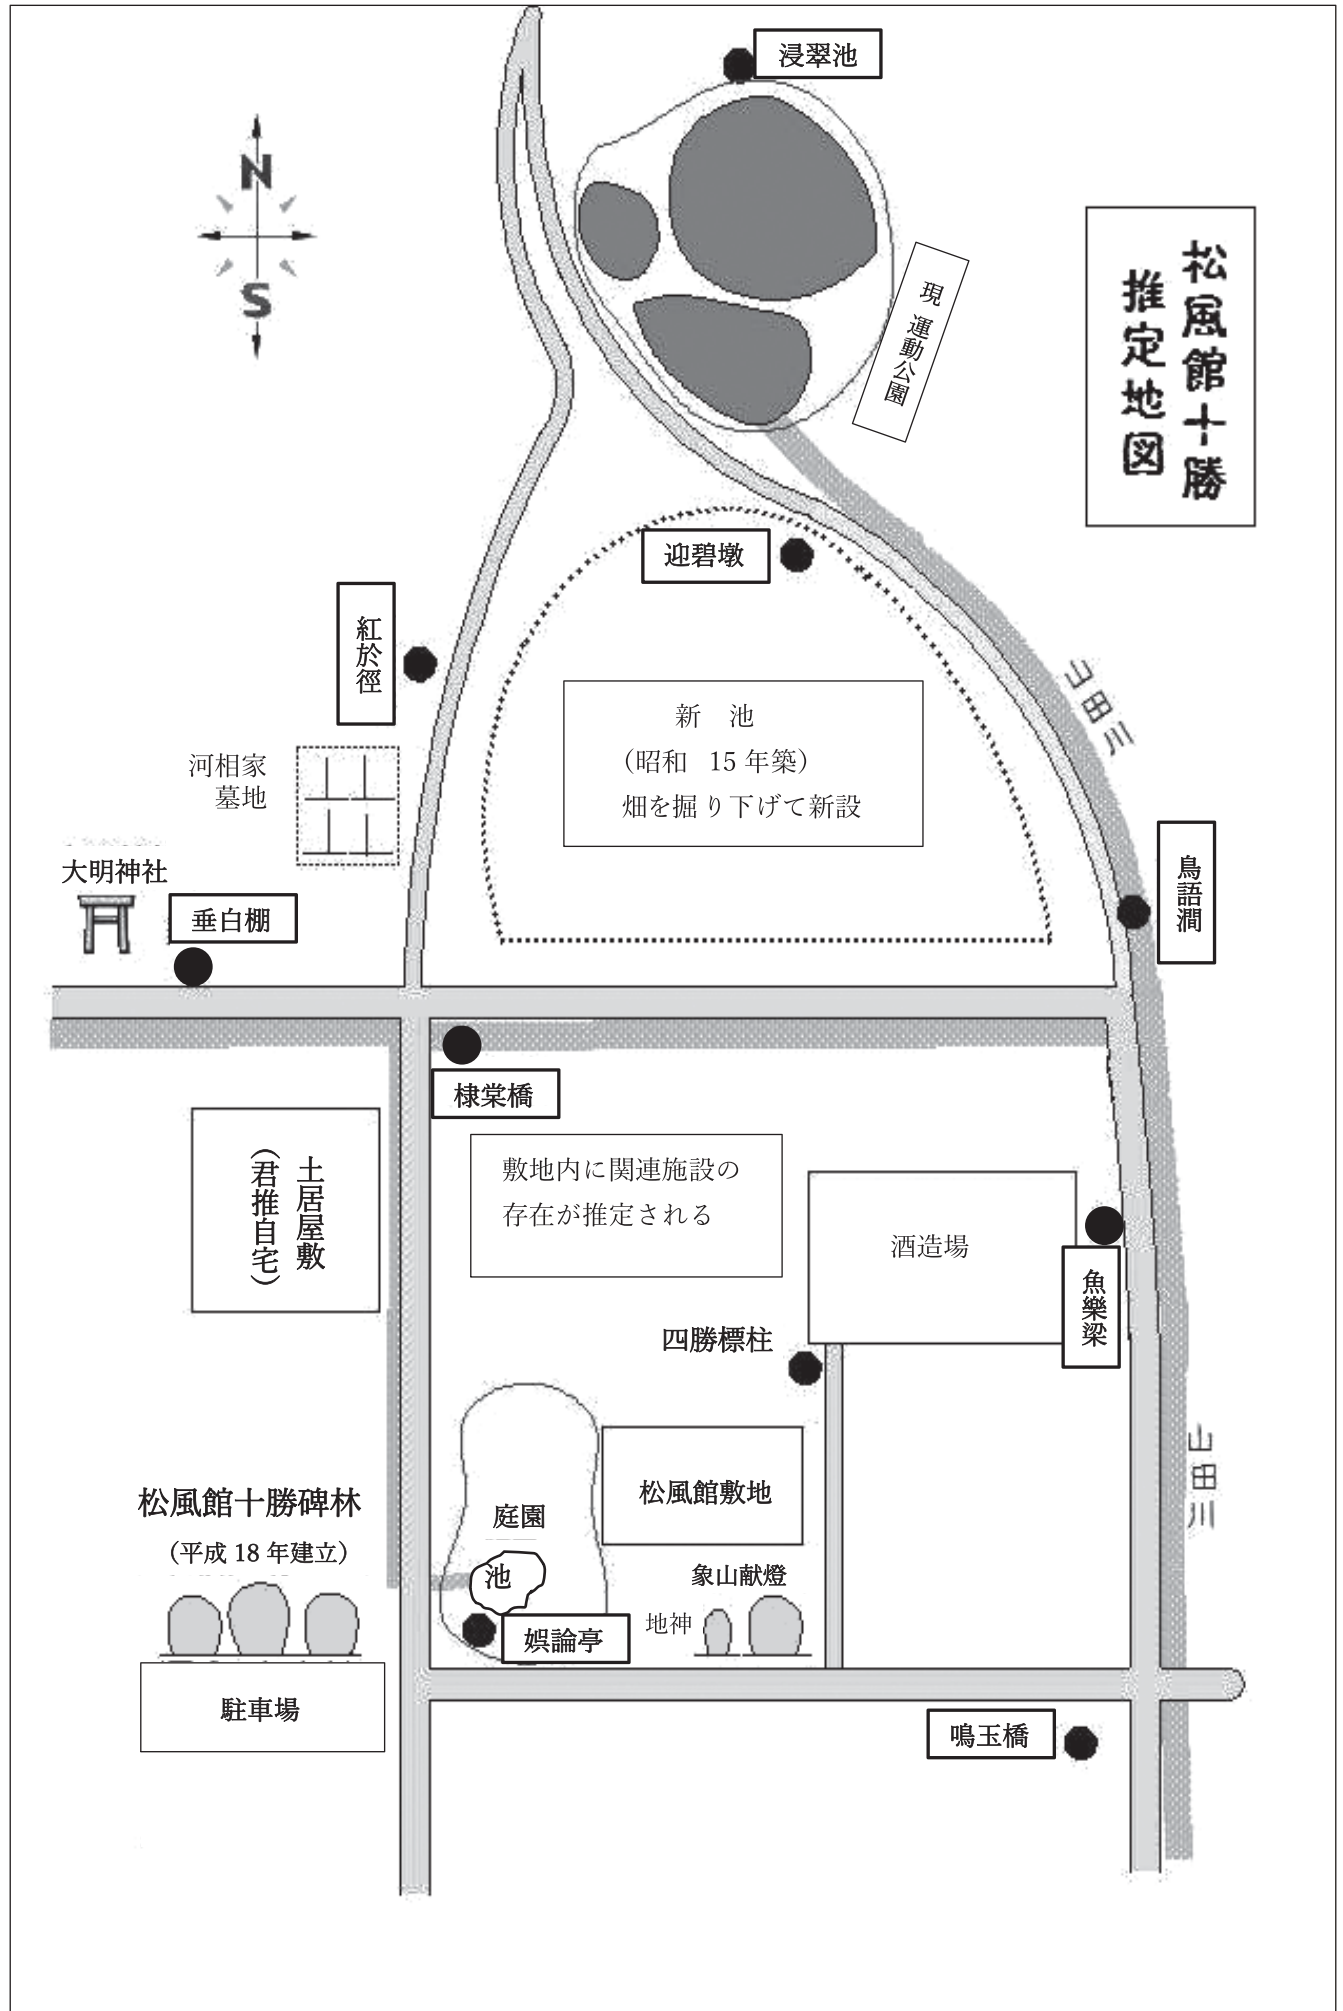 浸翠池
N
S
松風館十勝
推定地図
現 運動公園
迎碧墩
紅於徑
山田川
新 池
(昭和 15 年築)
畑を掘り下げて新設
河相家
墓地
大明神社
垂白棚
鳥語澗
棣棠橋
土居屋敷
(君推自宅)
敷地内に関連施設の
存在が推定される
酒造場
魚樂梁
四勝標柱
松風館敷地
山田川
松風館十勝碑林
(平成 18 年建立)
庭園
池
象山献燈
地神
娯論亭
駐車場
鳴玉橋